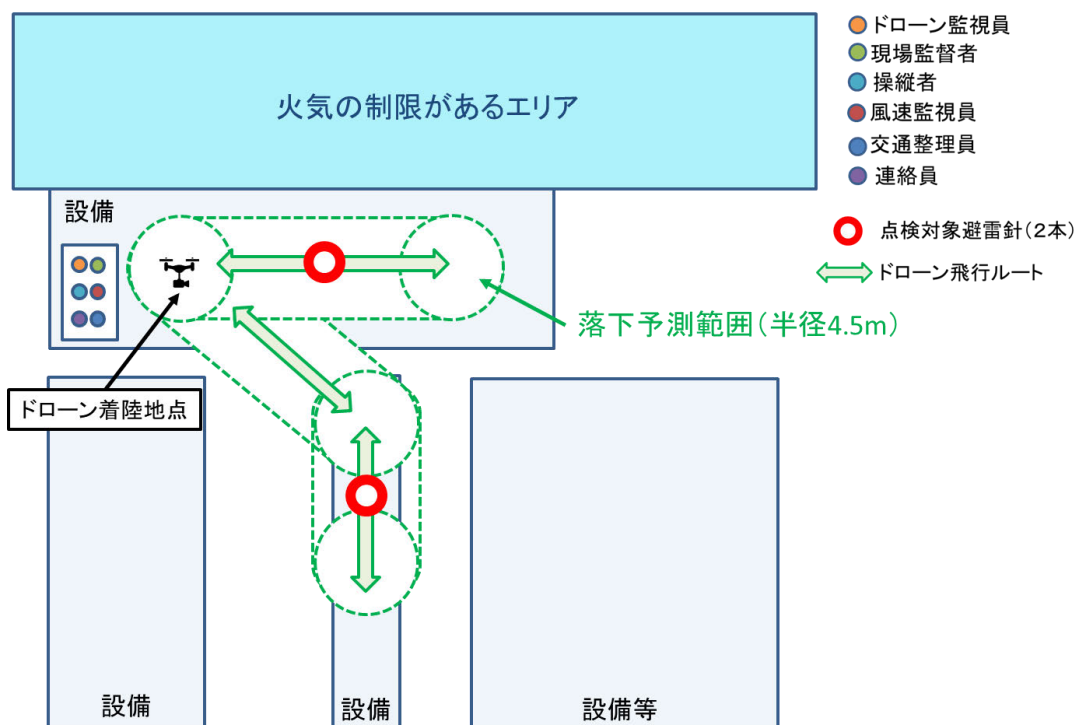 火気の制限があるエリア
ドローン監視員
現場監督者
操縦者
風速監視員
交通整理員
連絡員
点検対象避雷針(2本)
ドローン飛行ルート
設備
落下予測範囲(半径4.5m)
ドローン着陸地点
設備
設備
設備等